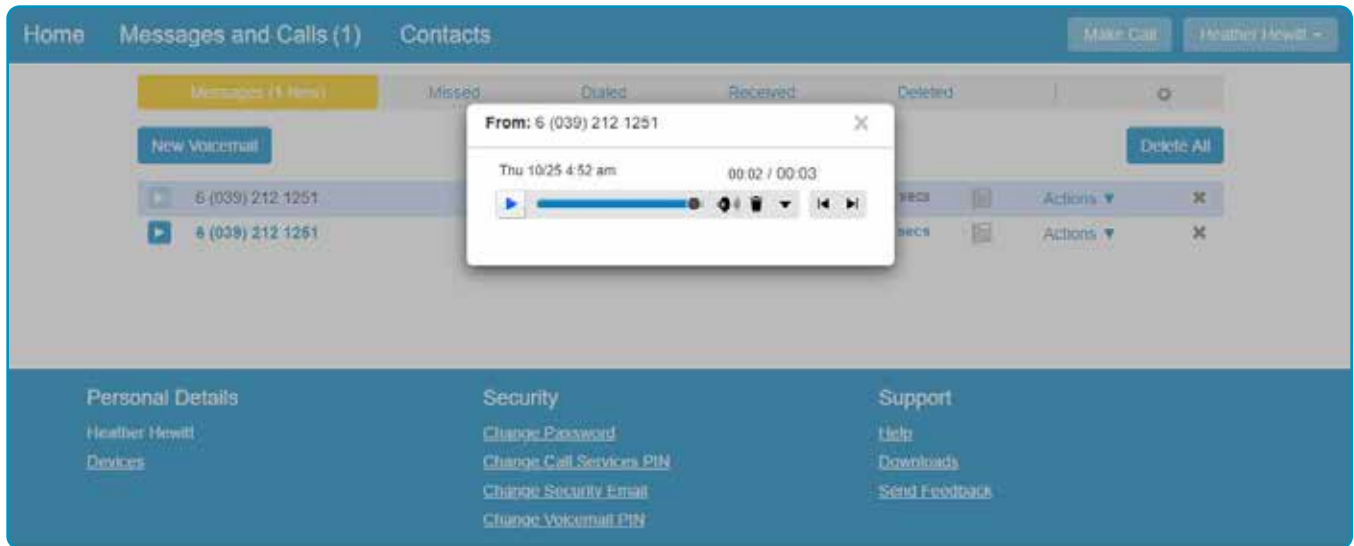 Home Messages and Calls (1) Contacts Make Call Heather Hewitt
Messages (1 New) Missed Dialed Received Deleted
From: 6 (039) 212 1251
New Voicemail Delete All
Thu 10/25 4:52 am 00:02 / 00:03
6 (039) 212 1251 secs Actions
6 (039) 212 1251 secs Actions
Personal Details Security Support
Heather Hewitt Change Password Help
Devices Change Call Services PIN Downloads
Change Security Email Send Feedback
Change Voicemail PIN